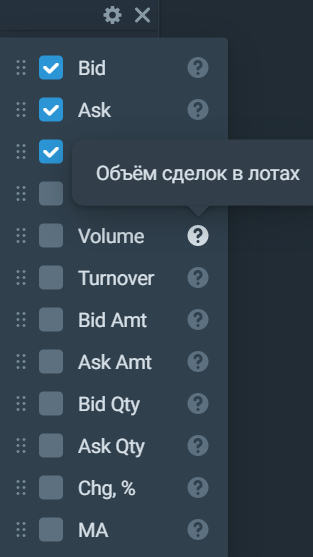 Bid
Ask
Объём сделок в лотах
Volume
Turnover
Bid Amt
Ask Amt
Bid Qty
Ask Qty
Chg, %
MA